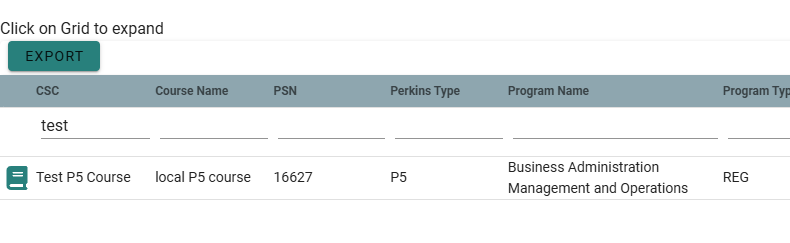 Click on Grid to expand
EXPORT
CSC Course Name PSN Perkins Type Program Name Program Typ
test
Test P5 Course local P5 course 16627 P5 Business Administration REG
Management and Operations